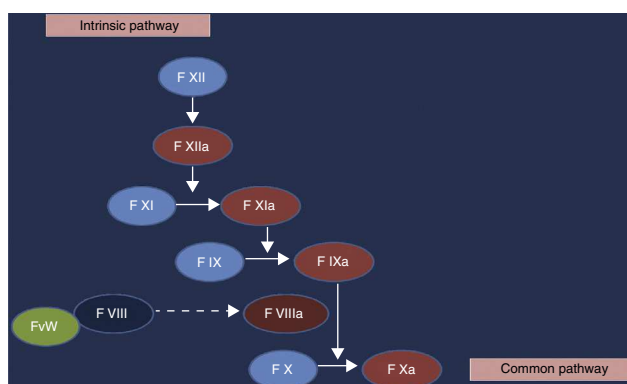 Intrinsic pathway
F XII
F XIIa
F XI
F XIa
F IX
F IXa
F VIII
F VIIIa
FvW
F X
F Xa
Common pathway